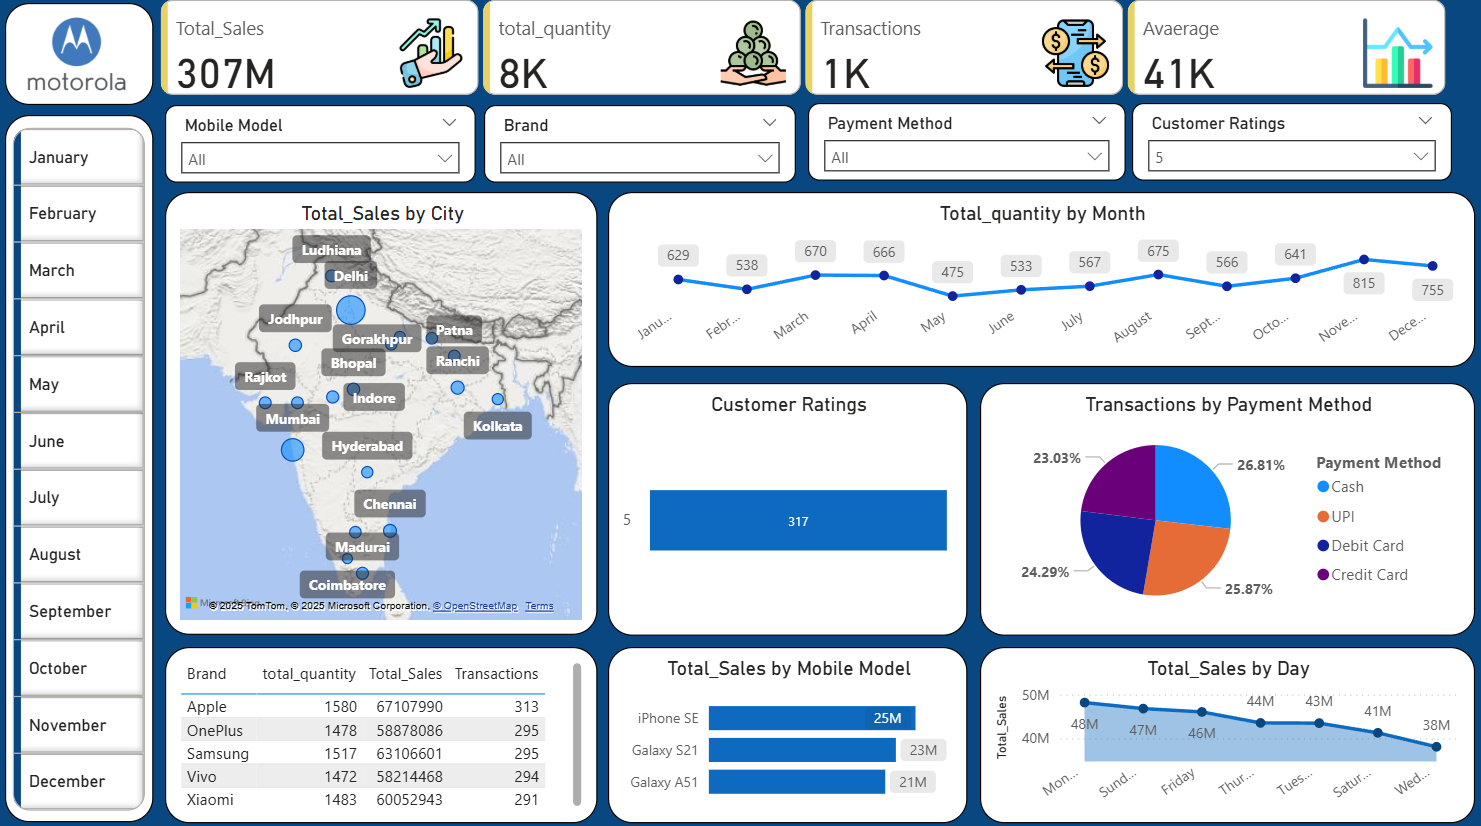 motorola
Total_Sales
307M
total_quantity
8K
Transactions
1K
Avaerage
41K
Mobile Model
All
Brand
All
Payment Method
All
Customer Ratings
5
January
February
March
April
May
June
July
August
September
October
November
December
Total_Sales by City
Ludhiana
Delhi
Jodhpur
Gorakhpur
Patna
Bhopal
Ranchi
Rajkot
Indore
Mumbai
Kolkata
Hyderabad
Chennai
Madurai
Coimbatore
© 2025 TomTom, © 2025 Microsoft Corporation, © OpenStreetMap Terms
Total_quantity by Month
629
538
670
666
475
533
567
675
566
641
815
755
Janu...
Febr...
March
April
May
June
July
August
Sept...
Octo...
Nove...
Dece...
Customer Ratings
5
317
Transactions by Payment Method
23.03%
26.81%
24.29%
25.87%
Payment Method
Cash
UPI
Debit Card
Credit Card
Brand total_quantity Total_Sales Transactions
Apple 1580 67107990 313
OnePlus 1478 58878086 295
Samsung 1517 63106601 295
Vivo 1472 58214468 294
Xiaomi 1483 60052943 291
Total_Sales by Mobile Model
iPhone SE 25M
Galaxy S21 23M
Galaxy A51 21M
Total_Sales by Day
Total_Sales
50M
40M
48M
47M
46M
44M
43M
41M
38M
Mon...
Sund...
Friday
Thur...
Tues...
Satur...
Wed...